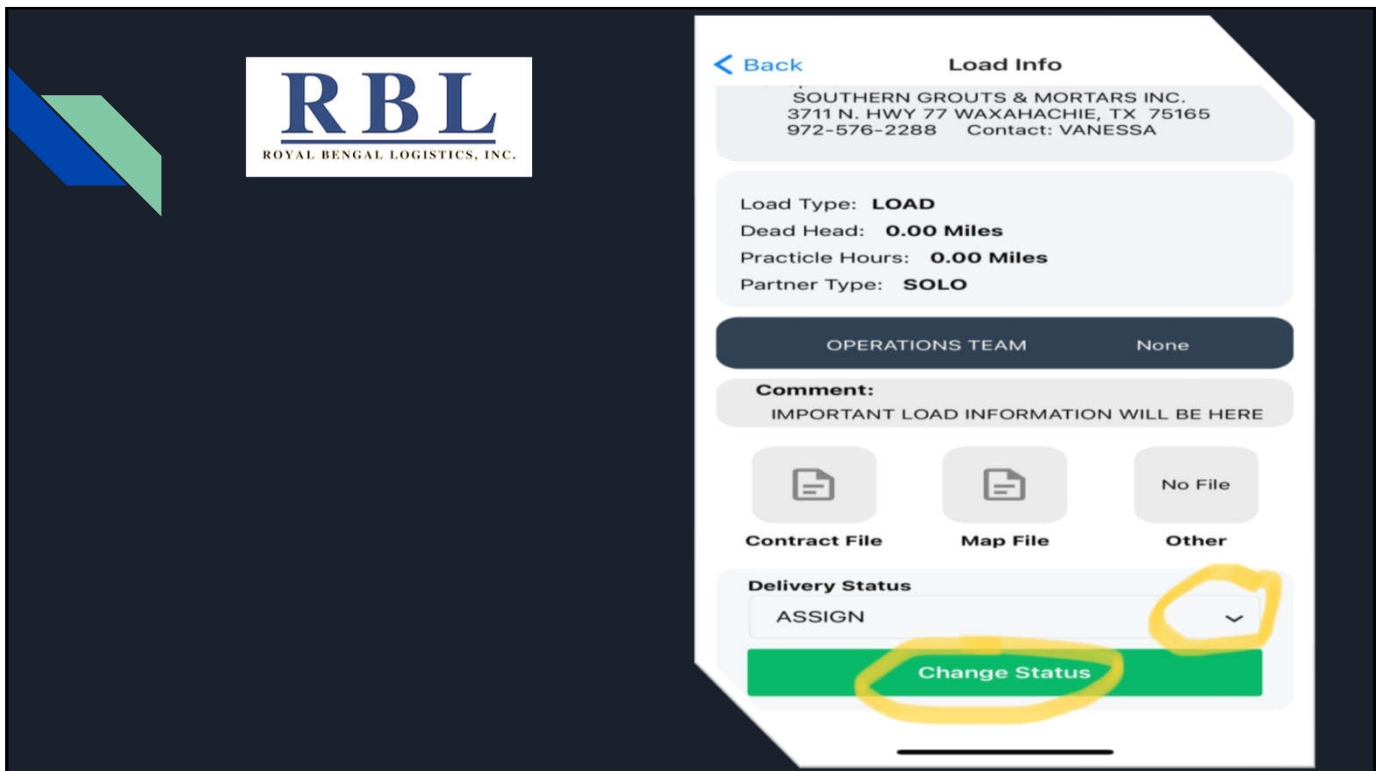 RBL
ROYAL BENGAL LOGISTICS, INC.
Back
Load Info
SOUTHERN GROUTS & MORTARS INC.
3711 N. HWY 77 WAXAHACHIE, TX 75165
972-576-2288 Contact: VANESSA
Load Type: LOAD
Dead Head: 0.00 Miles
Practicle Hours: 0.00 Miles
Partner Type: SOLO
OPERATIONS TEAM None
Comment:
IMPORTANT LOAD INFORMATION WILL BE HERE
No File
Contract File Map File Other
Delivery Status
ASSIGN
Change Status